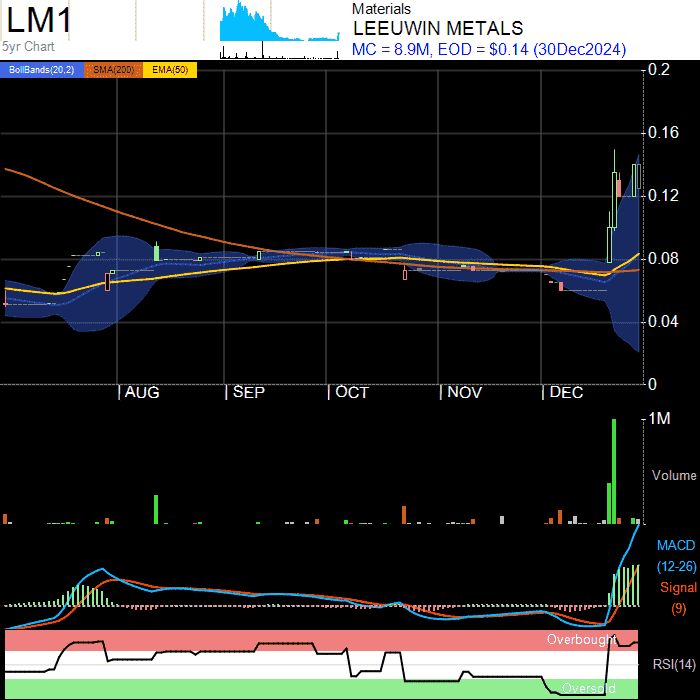 LM1
5yr Chart
Materials
LEEUWIN METALS
MC = 8.9M, EOD = $0.14 (30Dec2024)
BollBands(20,2) SMA(200) EMA(50)
0.2
0.16
0.12
0.08
0.04
0
AUG SEP OCT NOV DEC
1M
Volume
MACD
(12-26)
Signal
(9)
Overbought
RSI(14)
Oversold